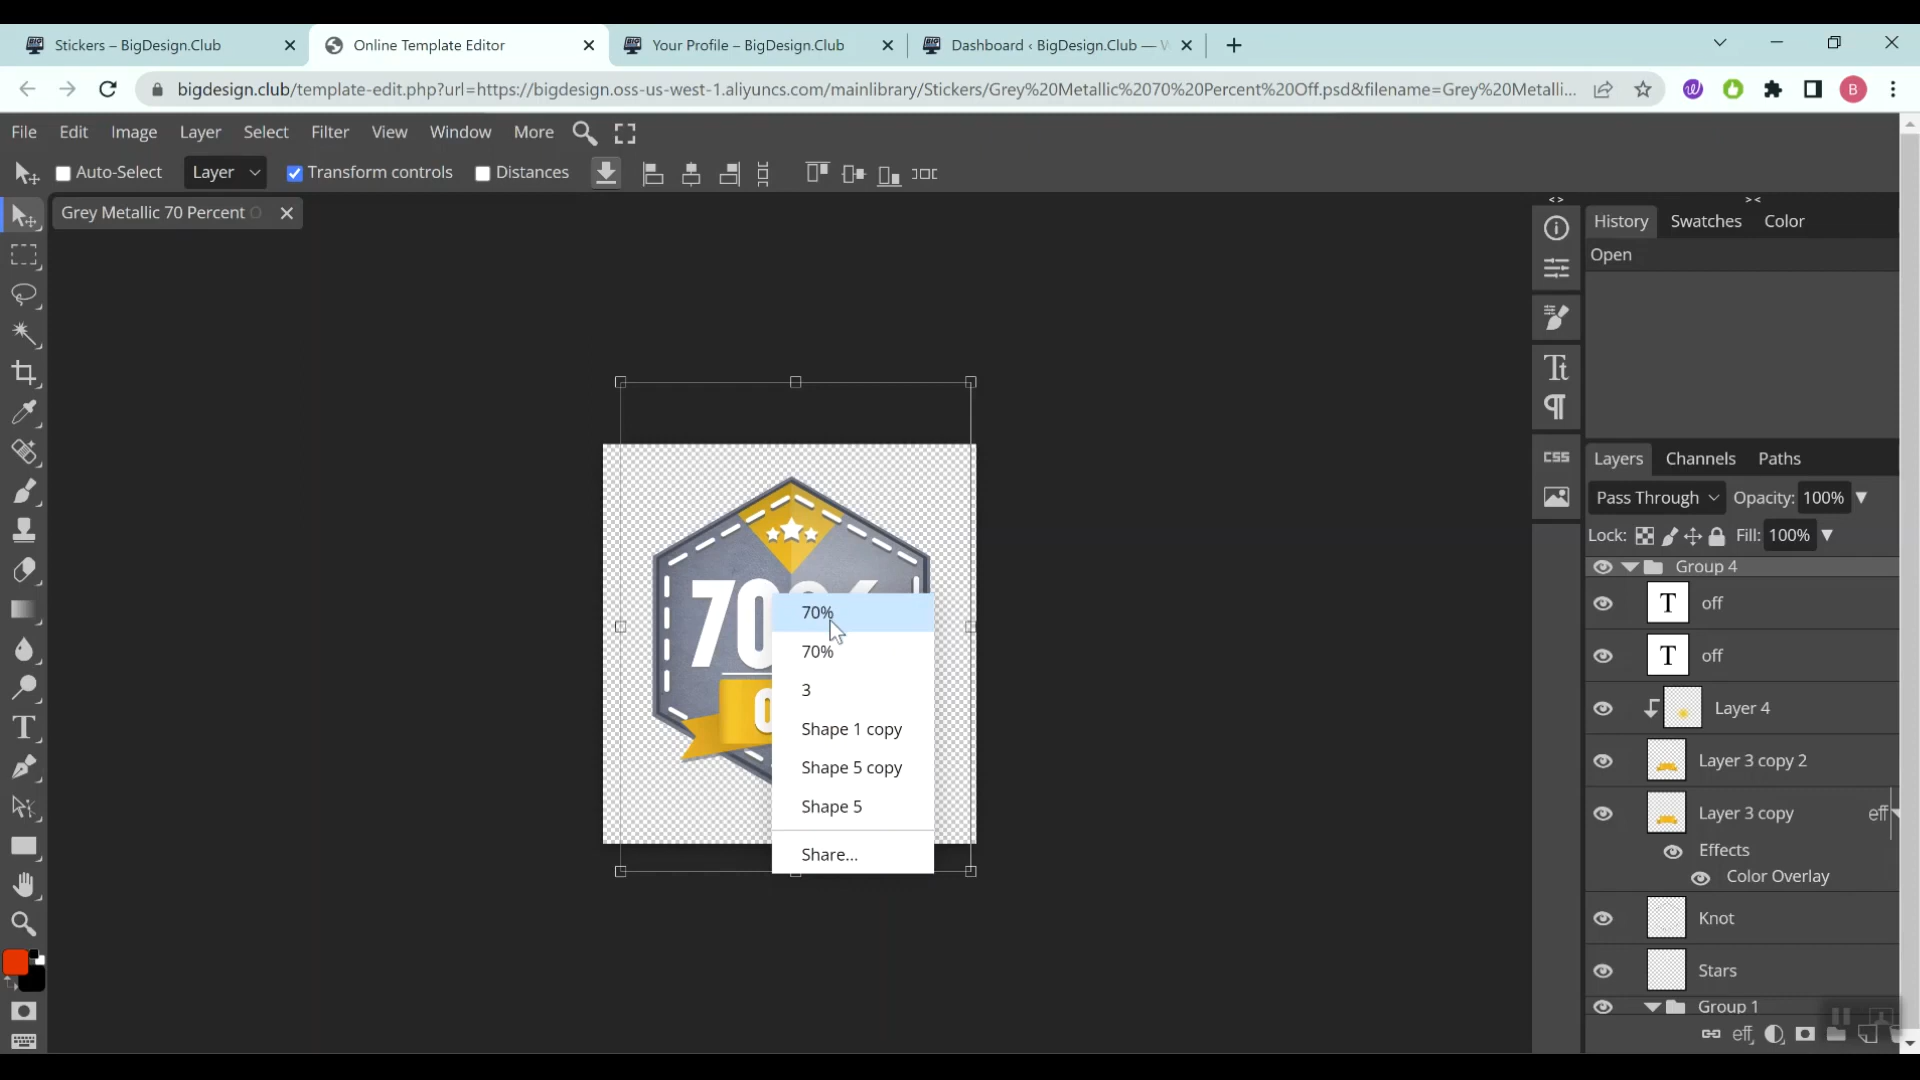 Stickers – BigDesign.Club
Online Template Editor
Your Profile – BigDesign.Club
Dashboard ‹ BigDesign.Club —
bigdesign.club/template-edit.php?url=https://bigdesign.oss-us-west-1.aliyuncs.com/mainlibrary/Stickers/Grey%20Metallic%2070%20Percent%20Off.psd&filename=Grey%20Metalli...
B
File Edit Image Layer Select Filter View Window More
Auto-Select Layer Transform controls Distances
Grey Metallic 70 Percent O
History Swatches Color
Open
CSS
Layers Channels Paths
Pass Through Opacity: 100%
Lock: Fill: 100%
Group 4
T off
T off
Layer 4
Layer 3 copy 2
Layer 3 copy eff
Effects
Color Overlay
Knot
Stars
Group 1
eff
70
70%
70%
3
Shape 1 copy
Shape 5 copy
Shape 5
Share...